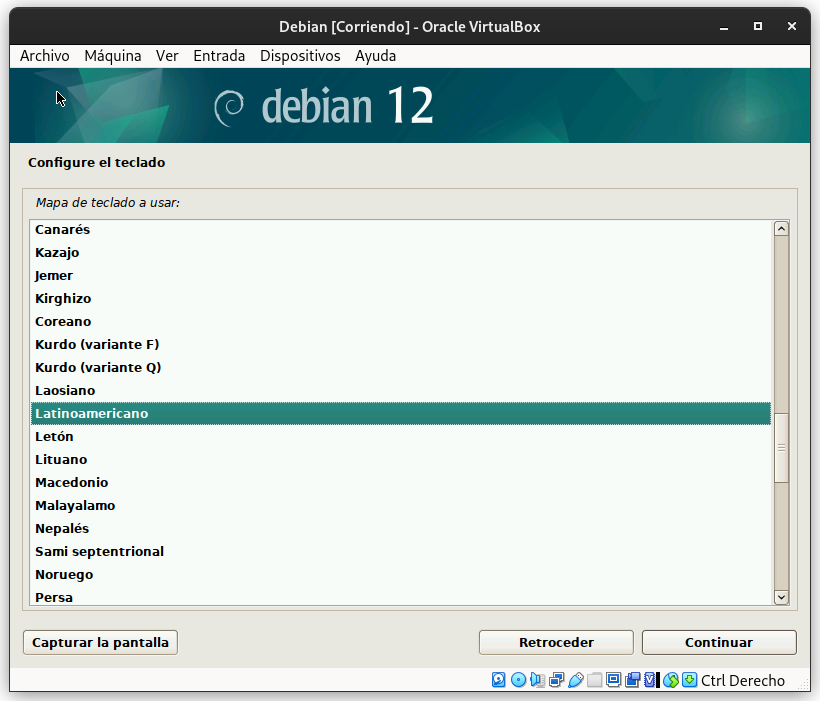 Debian [Corriendo] - Oracle VirtualBox
Archivo Máquina Ver Entrada Dispositivos Ayuda
debian 12
Configure el teclado
Mapa de teclado a usar:
Canarés
Kazajo
Jemer
Kirghizo
Coreano
Kurdo (variante F)
Kurdo (variante Q)
Laosiano
Latinoamericano
Letón
Lituano
Macedonio
Malayalamo
Nepalés
Sami septentrional
Noruego
Persa
Capturar la pantalla Retroceder Continuar
Ctrl Derecho